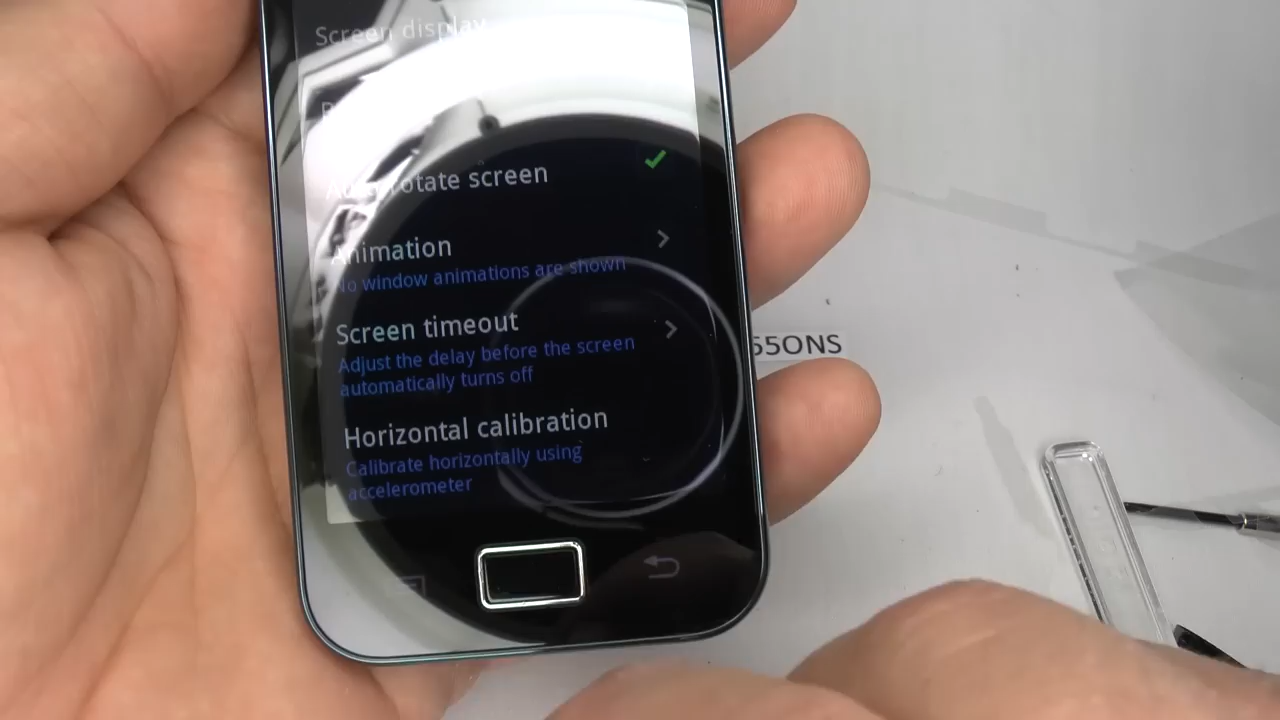 Screen display
rotate screen
Animation
No window animations are shown
Screen timeout
Adjust the delay before the screen
automatically turns off
55ONS
Horizontal calibration
Calibrate horizontally using
accelerometer